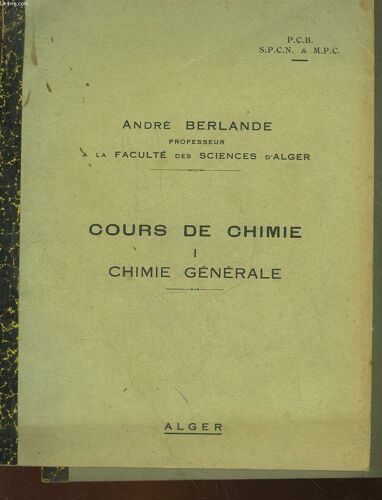 P.C.B.
S.P.C.N. & M.P.C.
ANDRÉ BERLANDE
PROFESSEUR
A LA FACULTÉ DES SCIENCES D'ALGER
COURS DE CHIMIE
I
CHIMIE GÉNÉRALE
ALGER